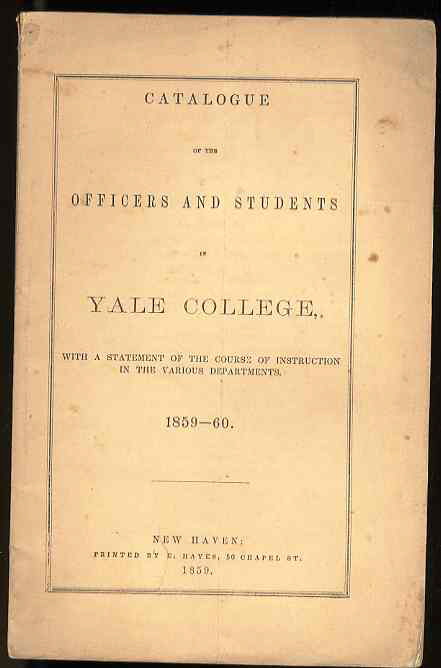 CATALOGUE
OF THE
OFFICERS AND STUDENTS
IN
YALE COLLEGE,
WITH A STATEMENT OF THE COURSE OF INSTRUCTION
IN THE VARIOUS DEPARTMENTS.
1859—60.
NEW HAVEN:
PRINTED BY E. HAYES, 50 CHAPEL ST.
1859.